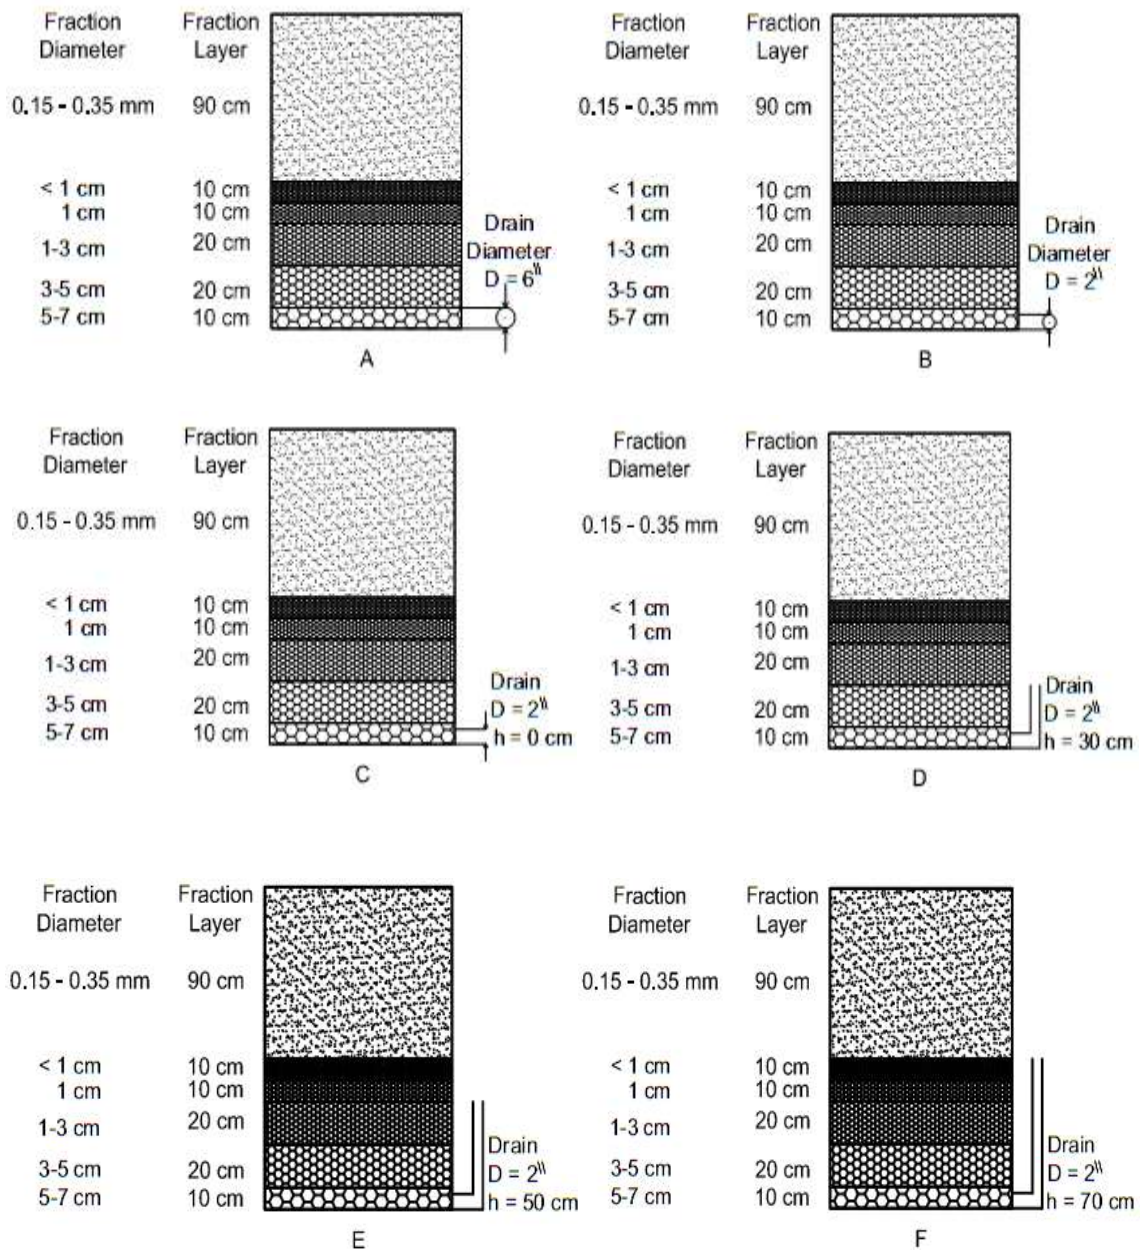 Fraction Diameter Fraction Layer
0.15 - 0.35 mm 90 cm
< 1 cm 10 cm
1 cm 10 cm
1-3 cm 20 cm
3-5 cm 20 cm
5-7 cm 10 cm
Drain
Diameter
D = 6"
A
Fraction Diameter Fraction Layer
0.15 - 0.35 mm 90 cm
< 1 cm 10 cm
1 cm 10 cm
1-3 cm 20 cm
3-5 cm 20 cm
5-7 cm 10 cm
Drain
Diameter
D = 2"
B
Fraction Diameter Fraction Layer
0.15 - 0.35 mm 90 cm
< 1 cm 10 cm
1 cm 10 cm
1-3 cm 20 cm
3-5 cm 20 cm
5-7 cm 10 cm
Drain
D = 2"
h = 0 cm
C
Fraction Diameter Fraction Layer
0.15 - 0.35 mm 90 cm
< 1 cm 10 cm
1 cm 10 cm
1-3 cm 20 cm
3-5 cm 20 cm
5-7 cm 10 cm
Drain
D = 2"
h = 30 cm
D
Fraction Diameter Fraction Layer
0.15 - 0.35 mm 90 cm
< 1 cm 10 cm
1 cm 10 cm
1-3 cm 20 cm
3-5 cm 20 cm
5-7 cm 10 cm
Drain
D = 2"
h = 50 cm
E
Fraction Diameter Fraction Layer
0.15 - 0.35 mm 90 cm
< 1 cm 10 cm
1 cm 10 cm
1-3 cm 20 cm
3-5 cm 20 cm
5-7 cm 10 cm
Drain
D = 2"
h = 70 cm
F